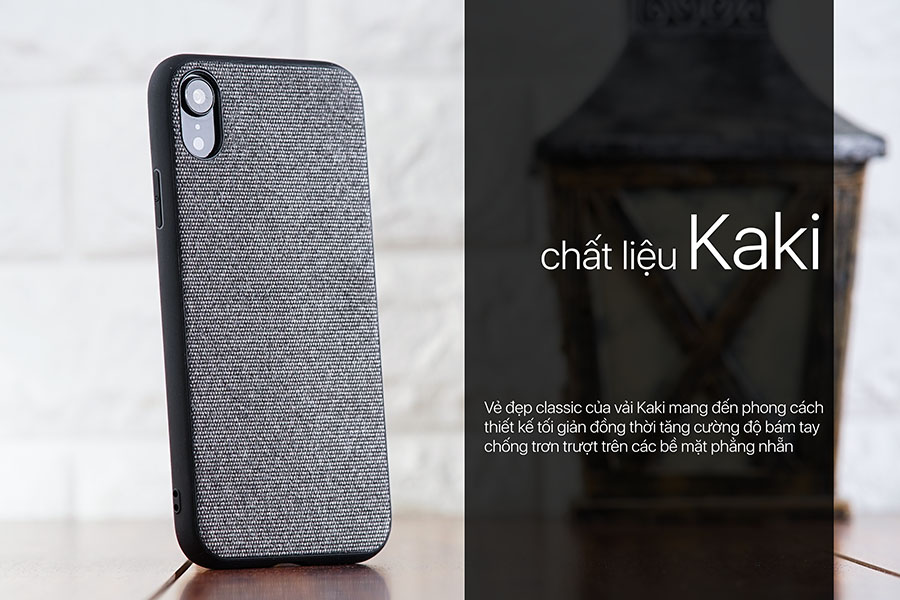 chất liệu Kaki
Vẻ đẹp classic của vải Kaki mang đến phong cách
thiết kế tối giản đồng thời tăng cường độ bám tay
chống trơn trượt trên các bề mặt phẳng nhẵn